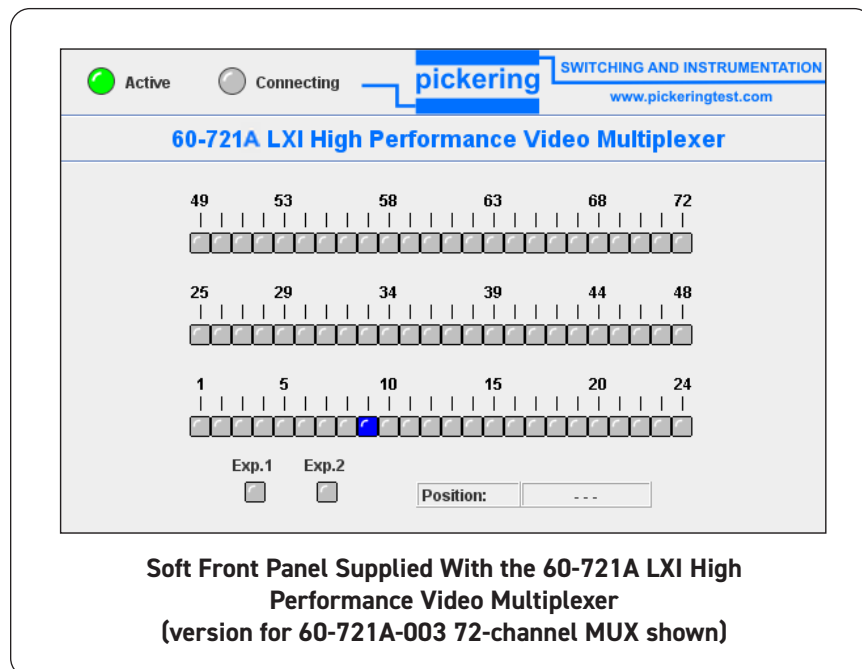 Active Connecting pickering SWITCHING AND INSTRUMENTATION
www.pickeringtest.com
60-721A LXI High Performance Video Multiplexer
49 53 58 63 68 72
25 29 34 39 44 48
1 5 10 15 20 24
Exp.1 Exp.2
Position: ---
Soft Front Panel Supplied With the 60-721A LXI High
Performance Video Multiplexer
(version for 60-721A-003 72-channel MUX shown)